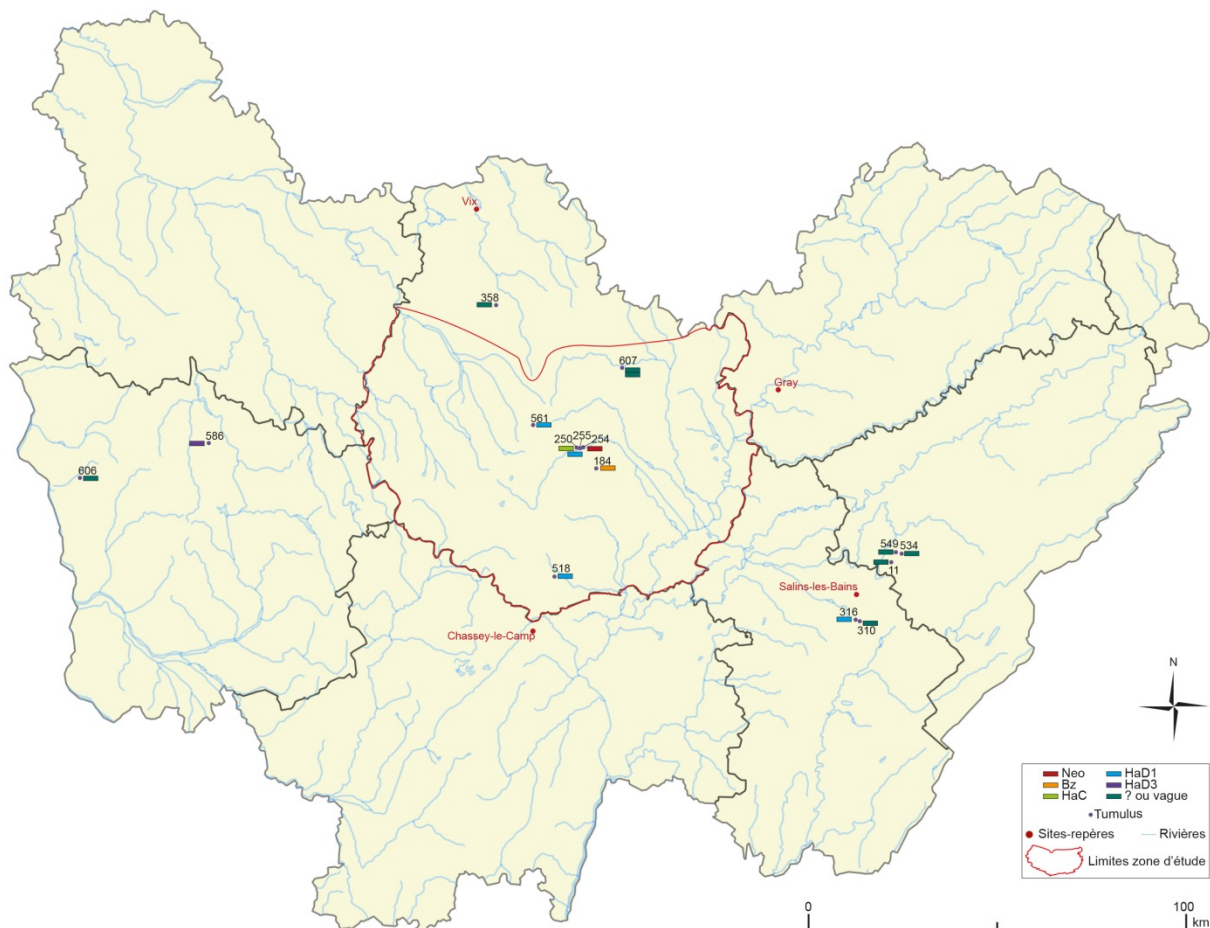 Vix
358
607
Gray
561
250
255
254
184
586
606
549
534
11
518
Salins-les-Bains
316
310
Chassey-le-Camp
N
Neo
HaD1
Bz
HaD3
HaC
? ou vague
Tumulus
Sites-repères
Rivières
Limites zone d'étude
0
100
km